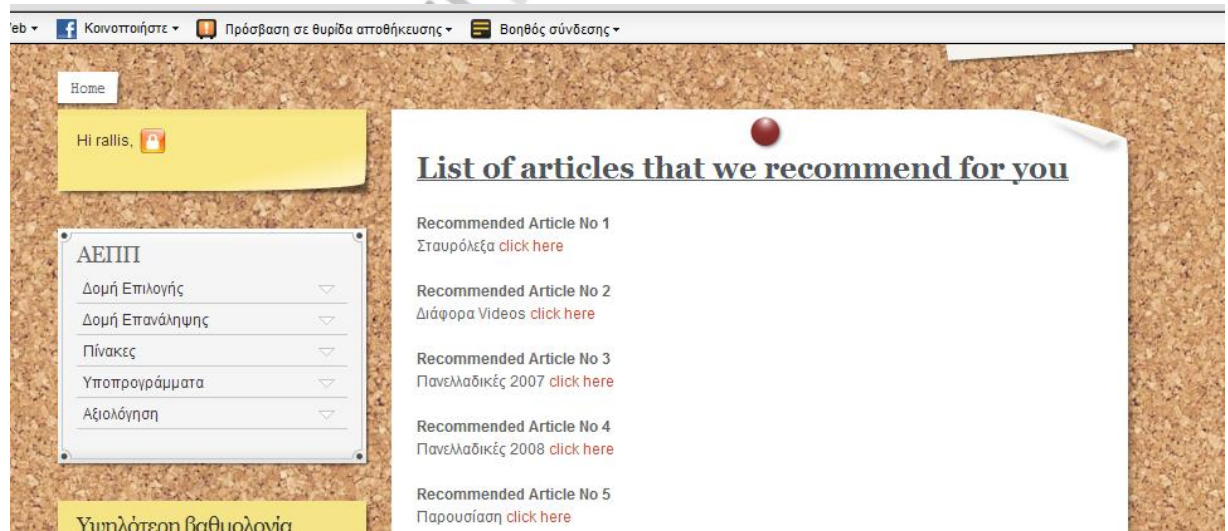 Κοινοποιήστε Πρόσβαση σε θυρίδα αποθήκευσης Βοηθός σύνδεσης
Home
Hi rallis,
ΑΕΠΠ
Δομή Επιλογής
Δομή Επανάληψης
Πίνακες
Υποπρογράμματα
Αξιολόγηση
Υψηλότερη βαθμολογία
List of articles that we recommend for you
Recommended Article No 1
Σταυρόλεξα click here
Recommended Article No 2
Διάφορα Videos click here
Recommended Article No 3
Πανελλαδικές 2007 click here
Recommended Article No 4
Πανελλαδικές 2008 click here
Recommended Article No 5
Παρουσίαση click here